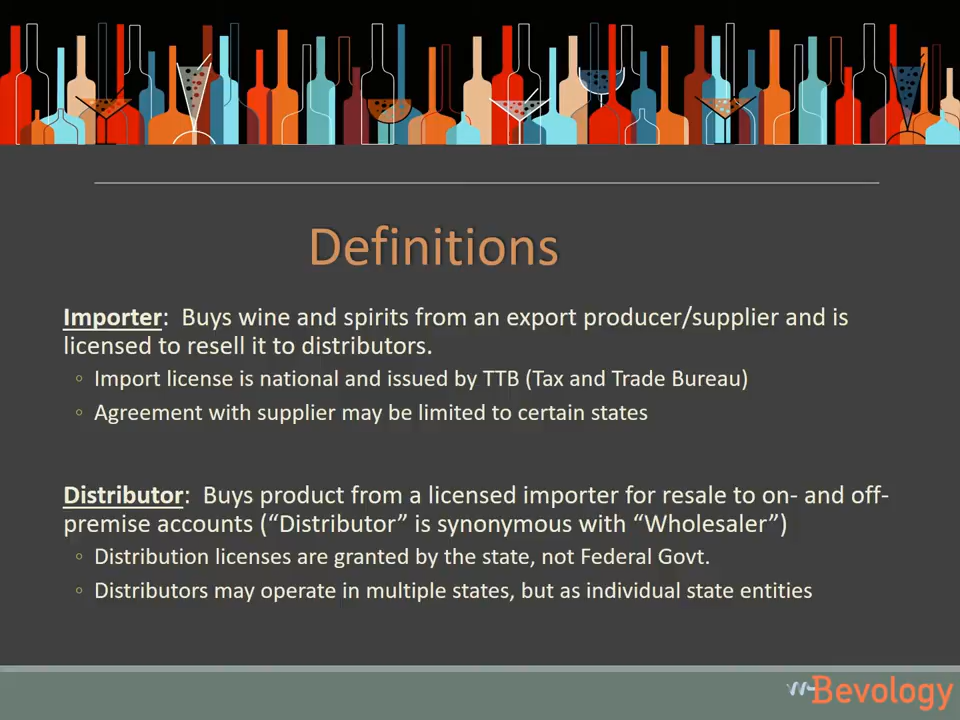 Definitions
Importer:  Buys wine and spirits from an export producer/supplier and is
licensed to resell it to distributors.
◦ Import license is national and issued by TTB (Tax and Trade Bureau)
◦ Agreement with supplier may be limited to certain states
Distributor:  Buys product from a licensed importer for resale to on- and off-
premise accounts (“Distributor” is synonymous with “Wholesaler”)
◦ Distribution licenses are granted by the state, not Federal Govt.
◦ Distributors may operate in multiple states, but as individual state entities
Bevology